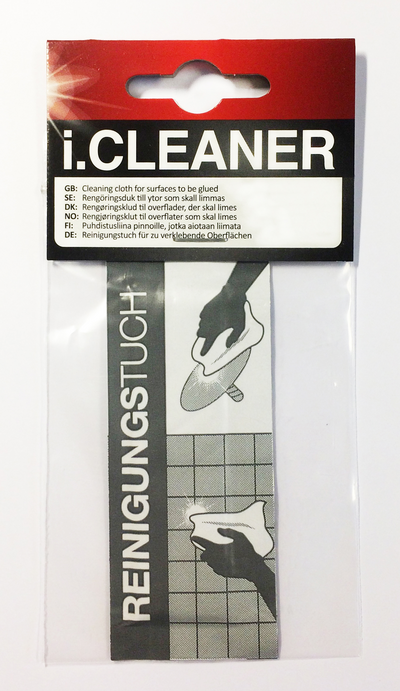 i.CLEANER
GB: Cleaning cloth for surfaces to be glued
SE: Rengöringsduk till ytor som skall limmas
DK: Rengøringsklud til overflader, der skal limes
NO: Rengjøringsklut til overflater som skal limes
FI: Puhdistusliina pinnoille, jotka aiotaan liimata
DE: Reinigungstuch für zu verklebende Oberflächen
REINIGUNGSTUCH